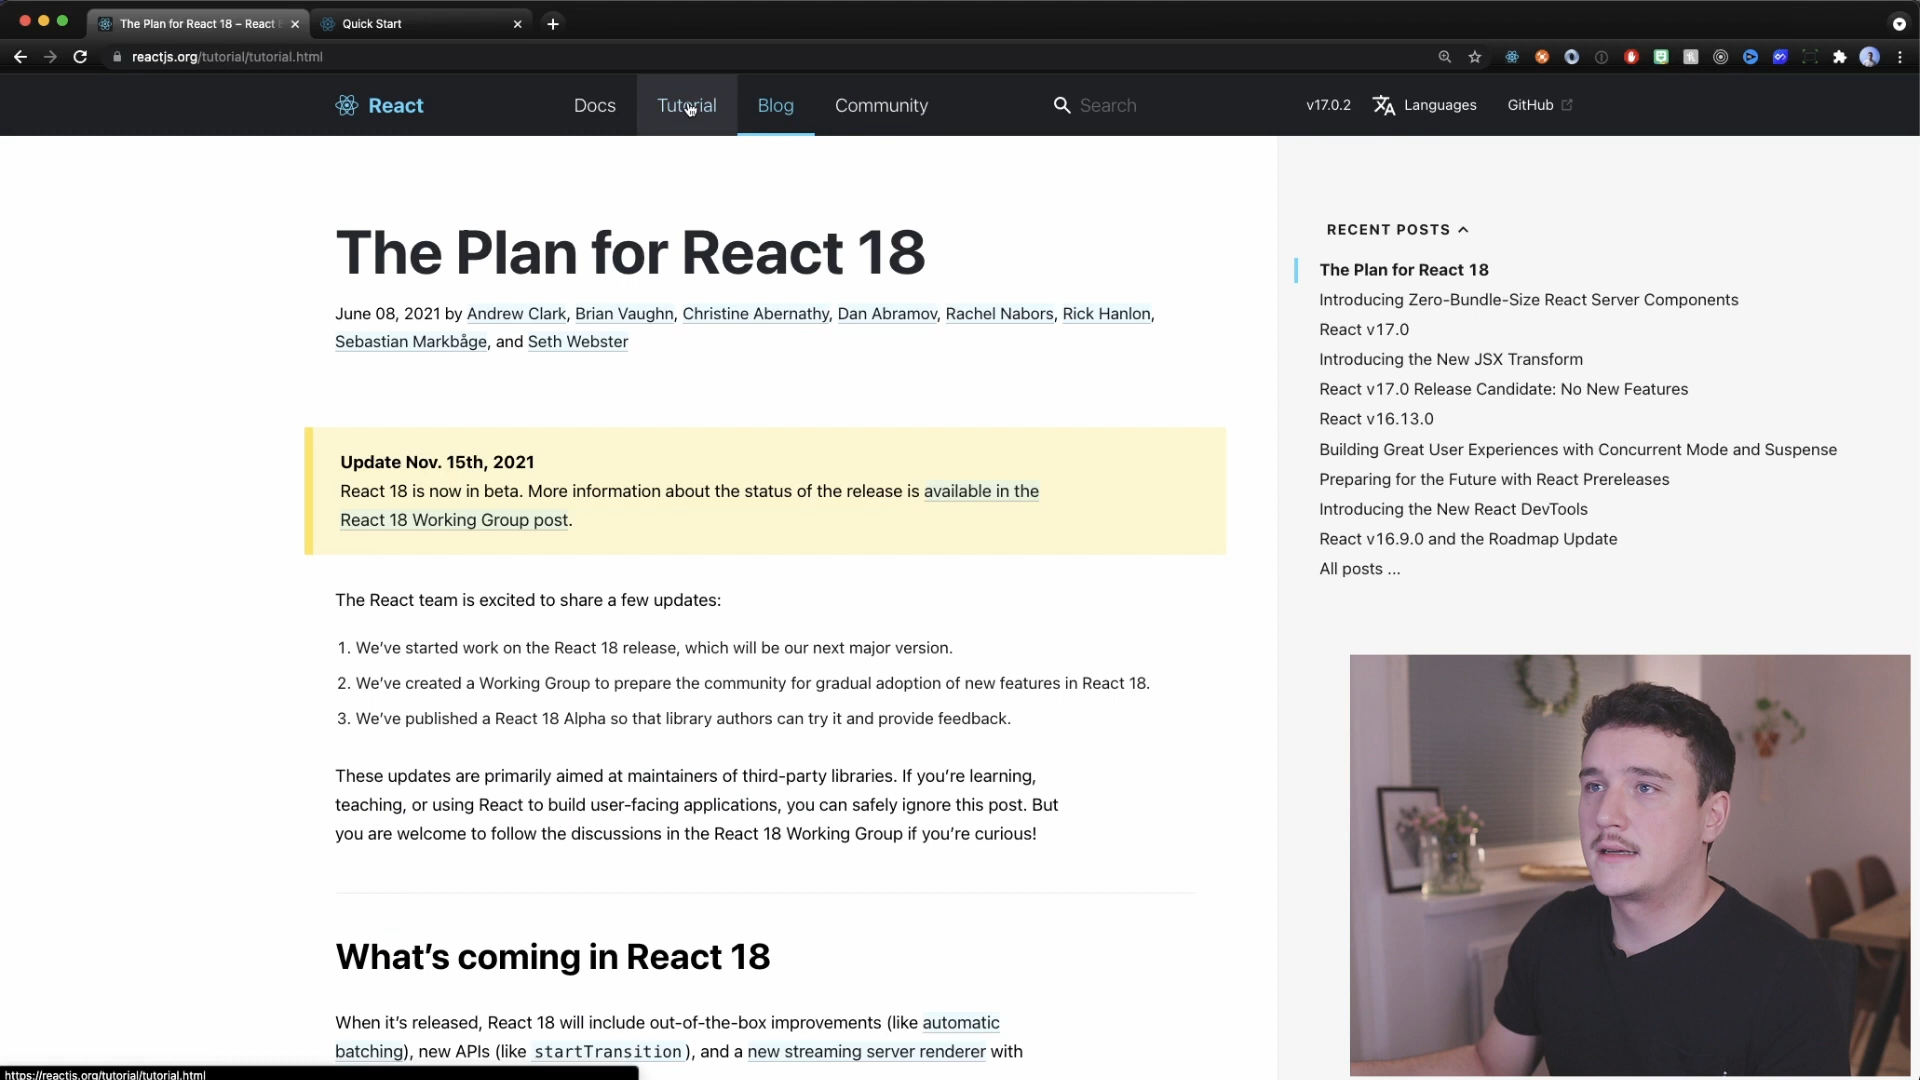 The Plan for React 18 – React
Quick Start
reactjs.org/tutorial/tutorial.html
React
Docs
Tutorial
Blog
Community
Search
v17.0.2
Languages
GitHub
The Plan for React 18
June 08, 2021 by Andrew Clark, Brian Vaughn, Christine Abernathy, Dan Abramov, Rachel Nabors, Rick Hanlon,
Sebastian Markbåge, and Seth Webster
Update Nov. 15th, 2021
React 18 is now in beta. More information about the status of the release is available in the
React 18 Working Group post.
The React team is excited to share a few updates:
1. We’ve started work on the React 18 release, which will be our next major version.
2. We’ve created a Working Group to prepare the community for gradual adoption of new features in React 18.
3. We’ve published a React 18 Alpha so that library authors can try it and provide feedback.
These updates are primarily aimed at maintainers of third-party libraries. If you’re learning,
teaching, or using React to build user-facing applications, you can safely ignore this post. But
you are welcome to follow the discussions in the React 18 Working Group if you’re curious!
What’s coming in React 18
When it’s released, React 18 will include out-of-the-box improvements (like automatic
batching), new APIs (like startTransition), and a new streaming server renderer with
RECENT POSTS
The Plan for React 18
Introducing Zero-Bundle-Size React Server Components
React v17.0
Introducing the New JSX Transform
React v17.0 Release Candidate: No New Features
React v16.13.0
Building Great User Experiences with Concurrent Mode and Suspense
Preparing for the Future with React Prereleases
Introducing the New React DevTools
React v16.9.0 and the Roadmap Update
All posts ...
https://reactjs.org/tutorial/tutorial.html